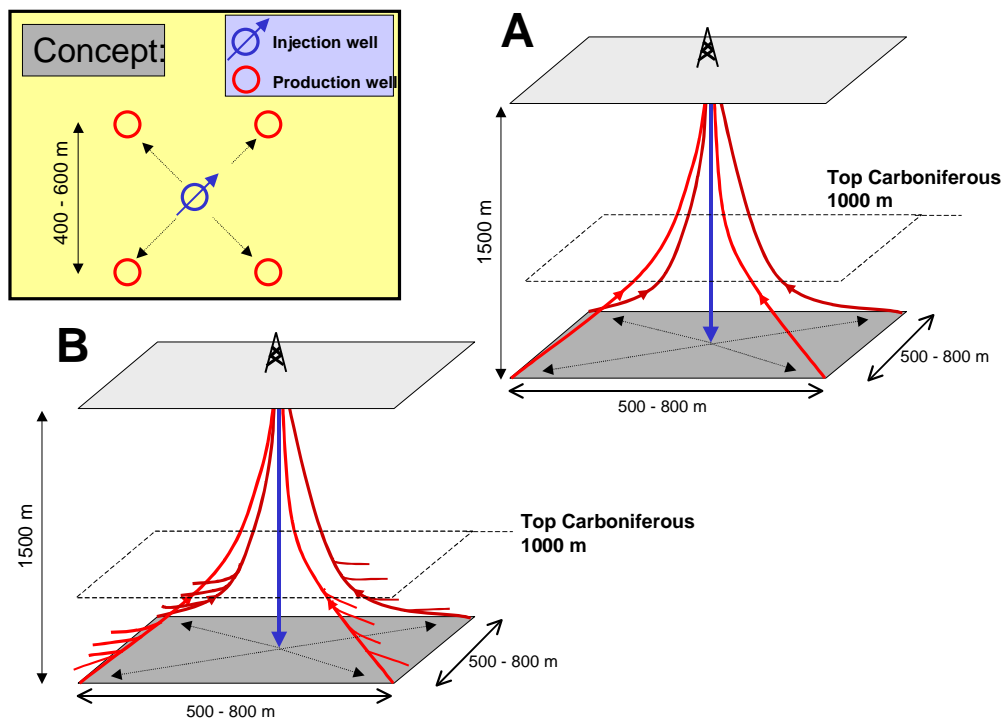 Concept:
Injection well
Production well
400 - 600 m
A
Top Carboniferous
1000 m
1500 m
500 - 800 m
500 - 800 m
B
Top Carboniferous
1000 m
1500 m
500 - 800 m
500 - 800 m